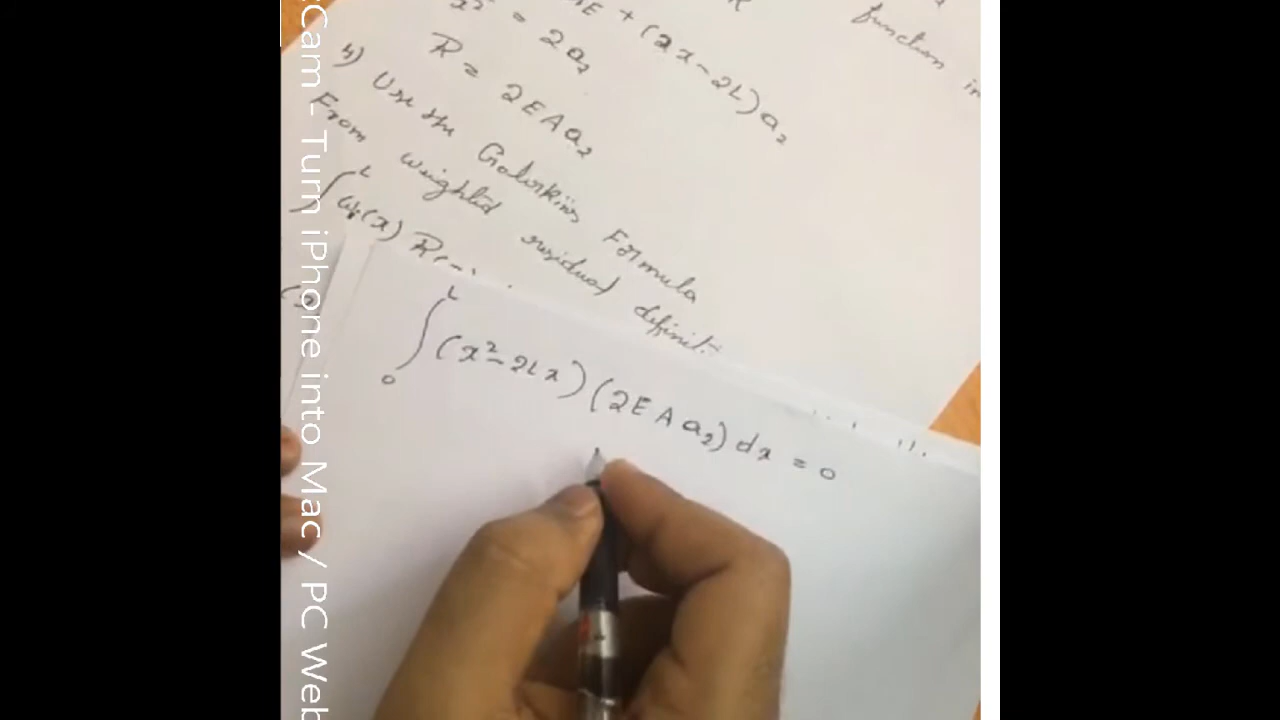 function in
+ (2x-2L)a₂
= 2a₂
R = 2EAa₂
4) Use the Galerkin's Formula
From weighted residual
∫ᴸ wᵢ(x) R
∫₀ᴸ (x²-2Lx)(2EAa₂)dx = 0
Cam - Turn iPhone into Mac / PC Web